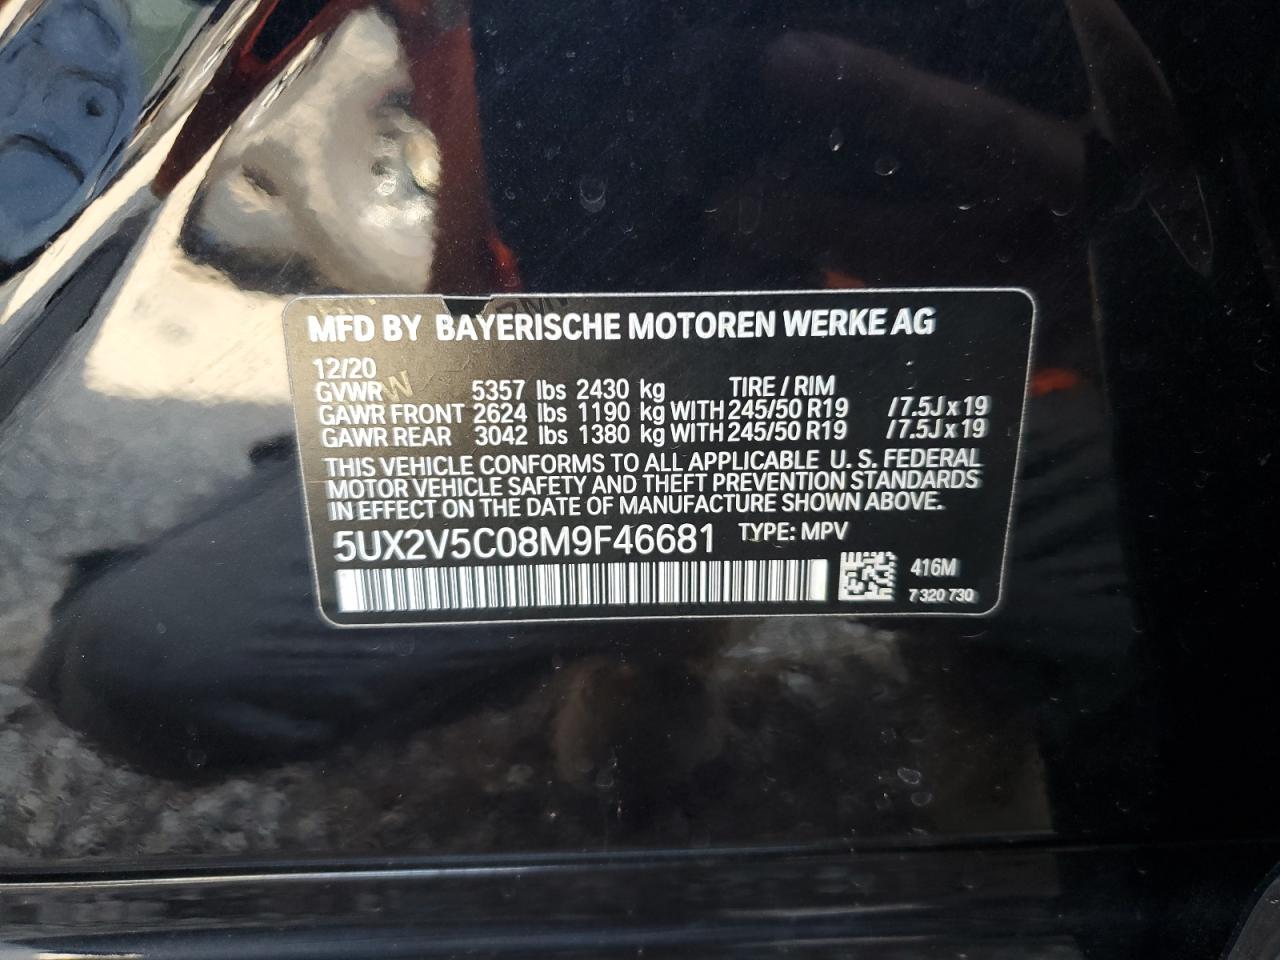 MFD BY BAYERISCHE MOTOREN WERKE AG
12/20
GVWR 5357 lbs 2430 kg TIRE / RIM
GAWR FRONT 2624 lbs 1190 kg WITH 245/50 R19 / 7.5J x 19
GAWR REAR 3042 lbs 1380 kg WITH 245/50 R19 / 7.5J x 19
THIS VEHICLE CONFORMS TO ALL APPLICABLE U. S. FEDERAL
MOTOR VEHICLE SAFETY AND THEFT PREVENTION STANDARDS
IN EFFECT ON THE DATE OF MANUFACTURE SHOWN ABOVE.
5UX2V5C08M9F46681 TYPE: MPV
416M
7 320 730